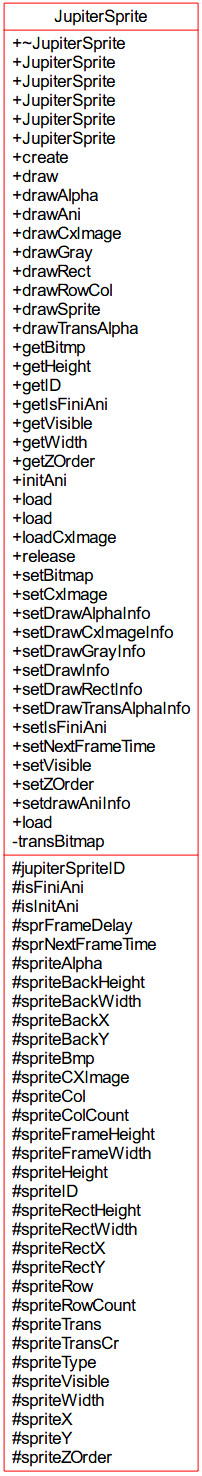 JupiterSprite
+~JupiterSprite
+JupiterSprite
+JupiterSprite
+JupiterSprite
+JupiterSprite
+JupiterSprite
+create
+draw
+drawAlpha
+drawAni
+drawCxImage
+drawGray
+drawRect
+drawRowCol
+drawSprite
+drawTransAlpha
+getBitmp
+getHeight
+getID
+getIsFiniAni
+getVisible
+getWidth
+getZOrder
+initAni
+load
+load
+loadCxImage
+release
+setBitmap
+setCxImage
+setDrawAlphaInfo
+setDrawCxImageInfo
+setDrawGrayInfo
+setDrawInfo
+setDrawRectInfo
+setDrawTransAlphaInfo
+setIsFiniAni
+setNextFrameTime
+setVisible
+setZOrder
+setdrawAniInfo
+load
-transBitmap
#jupiterSpriteID
#isFiniAni
#isInitAni
#sprFrameDelay
#sprNextFrameTime
#spriteAlpha
#spriteBackHeight
#spriteBackWidth
#spriteBackX
#spriteBackY
#spriteBmp
#spriteCXImage
#spriteCol
#spriteColCount
#spriteFrameHeight
#spriteFrameWidth
#spriteHeight
#spriteID
#spriteRectHeight
#spriteRectWidth
#spriteRectX
#spriteRectY
#spriteRow
#spriteRowCount
#spriteTrans
#spriteTransCr
#spriteType
#spriteVisible
#spriteWidth
#spriteX
#spriteY
#spriteZOrder